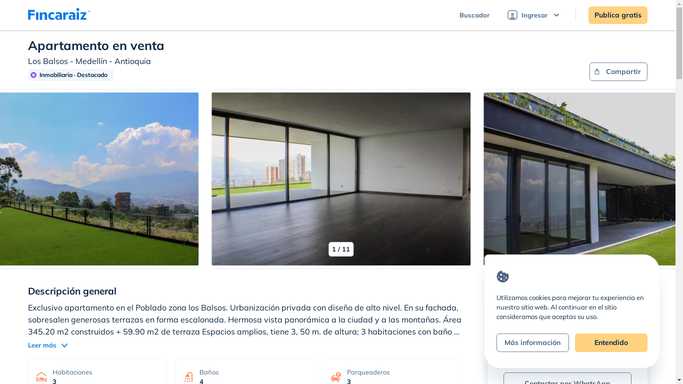 Fincaraiz
Buscador
Ingresar
Publica gratis
Apartamento en venta
Los Balsos - Medellín - Antioquia
Inmobiliaria · Destacado
Compartir
1 / 11
Descripción general
Exclusivo apartamento en el Poblado zona los Balsos. Urbanización privada con diseña de alto nivel. En su fachada,
sobresalen generosas terrazas en forma escalonada. Hermosa vista panorámica a la ciudad y a las montañas. Área
345.20 m2 construidos + 59.90 m2 de terraza Espacios amplios, tiene 3, 50 m. de altura; 3 habitaciones con baño ...
Leer más
Habitaciones
3
Baños
4
Parqueaderos
3
Utilizamos cookies para mejorar tu experiencia en
nuestro sitio web. Al continuar en el sitio
consideramos que aceptas su uso.
Más información
Entendido
Contactar por WhatsApp